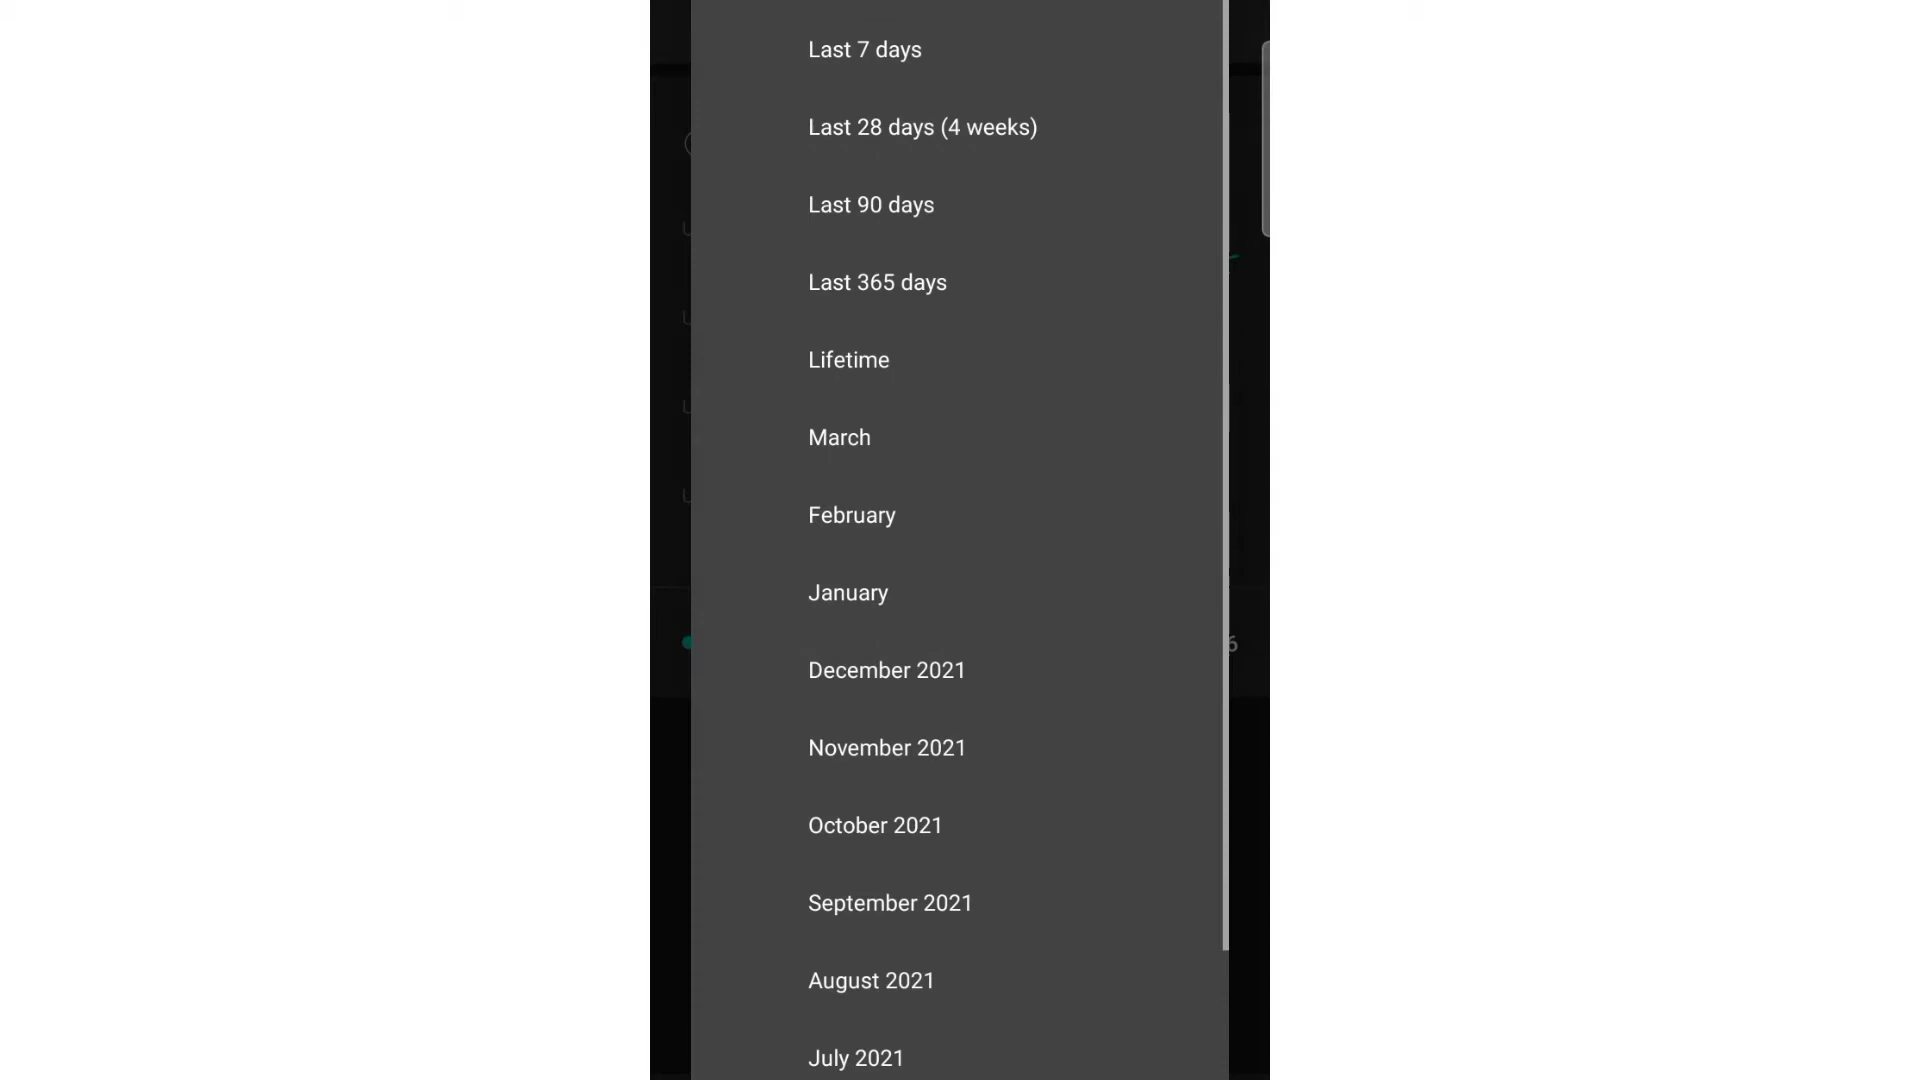 Last 7 days
Last 28 days (4 weeks)
Last 90 days
Last 365 days
Lifetime
March
February
January
December 2021
November 2021
October 2021
September 2021
August 2021
July 2021